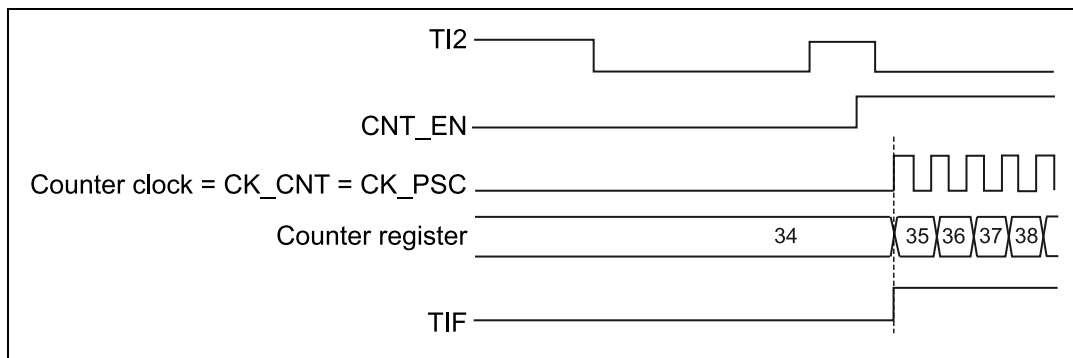 TI2
CNT_EN
Counter clock = CK_CNT = CK_PSC
Counter register 34 35 36 37 38
TIF